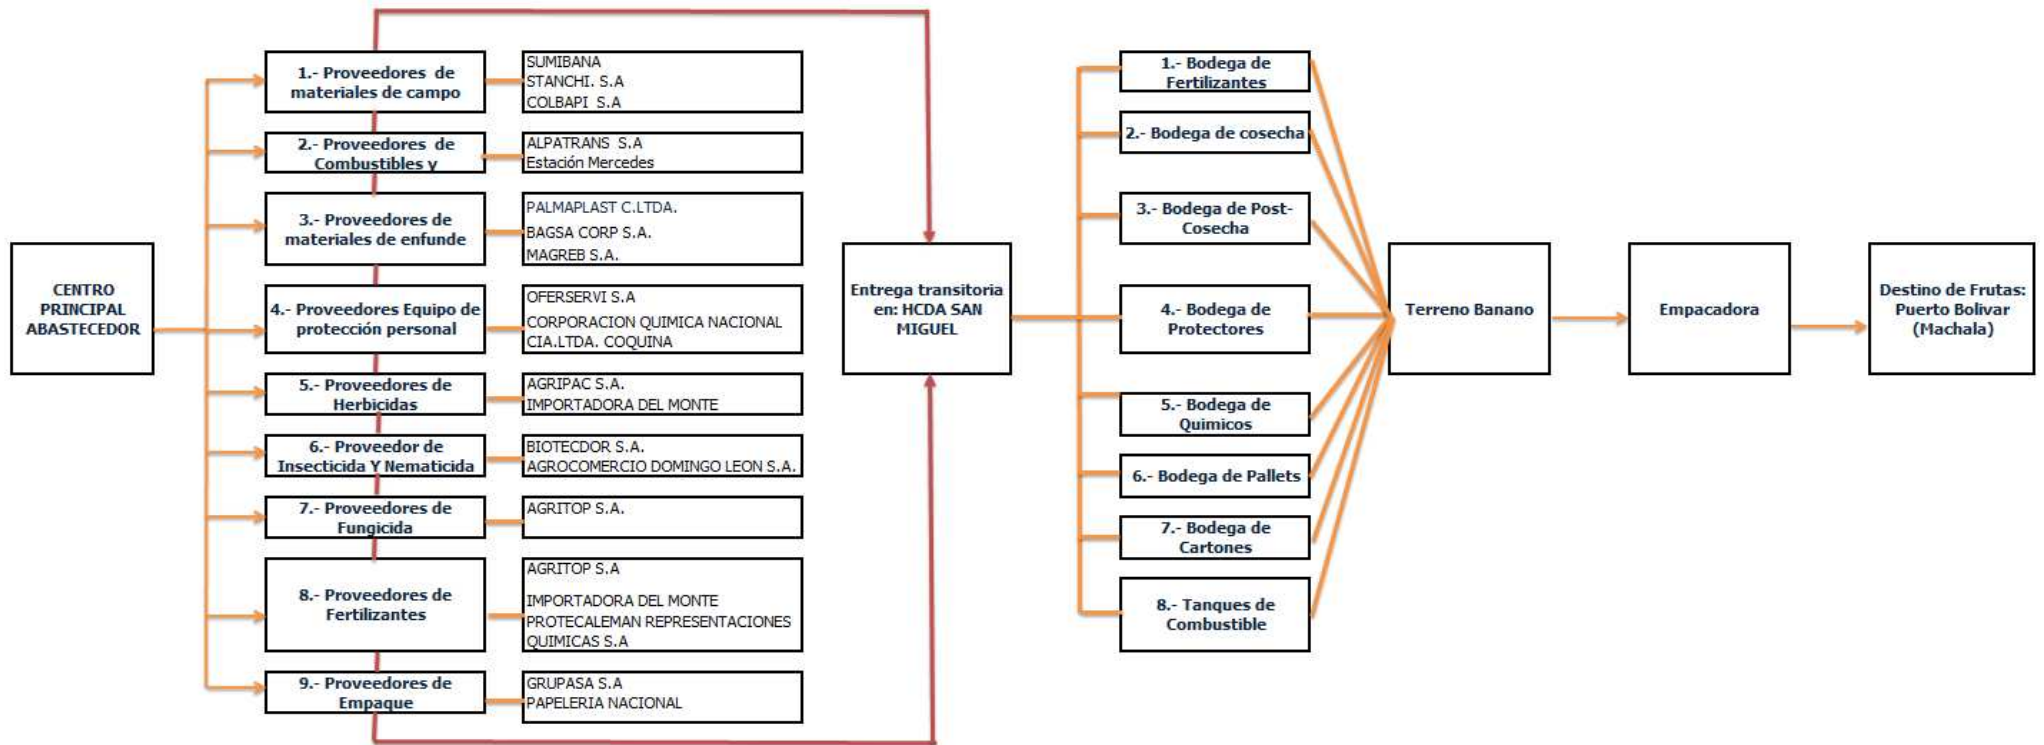 CENTRO
PRINCIPAL
ABASTECEDOR
1.- Proveedores de
materiales de campo
SUMIBANA
STANCHI. S.A
COLBAPI S.A
2.- Proveedores de
Combustibles y
ALPATRANS S.A
Estación Mercedes
3.- Proveedores de
materiales de enfunde
PALMAPLAST C.LTDA.
BAGSA CORP S.A.
MAGREB S.A.
4.- Proveedores Equipo de
protección personal
OFERSERVI S.A
CORPORACION QUIMICA NACIONAL
CIA.LTDA. COQUINA
5.- Proveedores de
Herbicidas
AGRIPAC S.A.
IMPORTADORA DEL MONTE
6.- Proveedor de
Insecticida Y Nematicida
BIOTECDOR S.A.
AGROCOMERCIO DOMINGO LEON S.A.
7.- Proveedores de
Fungicida
AGRITOP S.A.
8.- Proveedores de
Fertilizantes
AGRITOP S.A
IMPORTADORA DEL MONTE
PROTECALEMAN REPRESENTACIONES
QUIMICAS S.A
9.- Proveedores de
Empaque
GRUPASA S.A
PAPELERIA NACIONAL
Entrega transitoria
en: HCDA SAN
MIGUEL
1.- Bodega de
Fertilizantes
2.- Bodega de cosecha
3.- Bodega de Post-
Cosecha
4.- Bodega de
Protectores
5.- Bodega de
Quimicos
6.- Bodega de Pallets
7.- Bodega de
Cartones
8.- Tanques de
Combustible
Terreno Banano
Empacadora
Destino de Frutas:
Puerto Bolivar
(Machala)